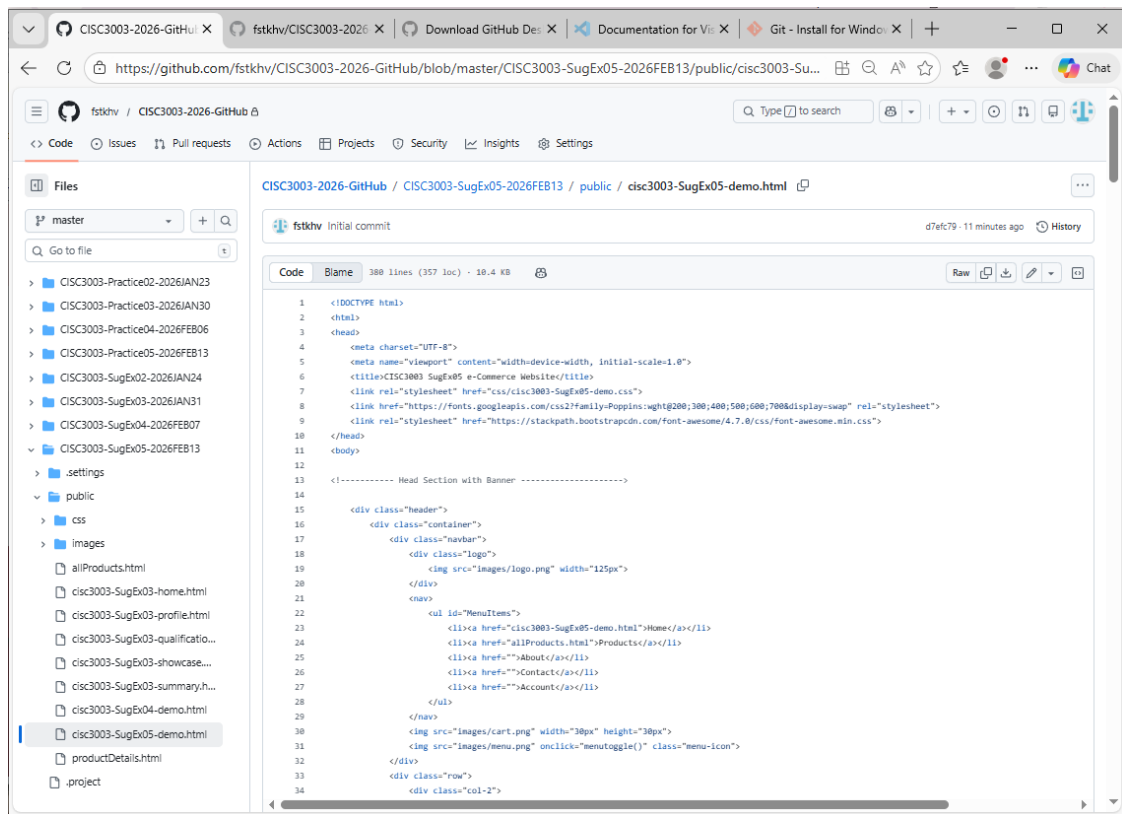 CISC3003-2026-GitHu
fstkhv/CISC3003-2026
Download GitHub Des
Documentation for Vis
Git - Install for Windo
https://github.com/fstkhv/CISC3003-2026-GitHub/blob/master/CISC3003-SugEx05-2026FEB13/public/cisc3003-Su...
Chat
fstkhv / CISC3003-2026-GitHub
Type / to search
Code
Issues
Pull requests
Actions
Projects
Security
Insights
Settings
Files
master
Go to file
t
CISC3003-Practice02-2026JAN23
CISC3003-Practice03-2026JAN30
CISC3003-Practice04-2026FEB06
CISC3003-Practice05-2026FEB13
CISC3003-SugEx02-2026JAN24
CISC3003-SugEx03-2026JAN31
CISC3003-SugEx04-2026FEB07
CISC3003-SugEx05-2026FEB13
.settings
public
css
images
allProducts.html
cisc3003-SugEx03-home.html
cisc3003-SugEx03-profile.html
cisc3003-SugEx03-qualificatio...
cisc3003-SugEx03-showcase....
cisc3003-SugEx03-summary.h...
cisc3003-SugEx04-demo.html
cisc3003-SugEx05-demo.html
productDetails.html
.project
CISC3003-2026-GitHub / CISC3003-SugEx05-2026FEB13 / public / cisc3003-SugEx05-demo.html
fstkhv Initial commit
d7efc79 · 11 minutes ago
History
Code
Blame
380 lines (357 loc) · 10.4 KB
Raw
1 <!DOCTYPE html>
2 <html>
3 <head>
4 <meta charset="UTF-8">
5 <meta name="viewport" content="width=device-width, initial-scale=1.0">
6 <title>CISC3003 SugEx05 e-Commerce Website</title>
7 <link rel="stylesheet" href="css/cisc3003-SugEx05-demo.css">
8 <link href="https://fonts.googleapis.com/css2?family=Poppins:wght@200;300;400;500;600;700&display=swap" rel="stylesheet">
9 <link rel="stylesheet" href="https://stackpath.bootstrapcdn.com/font-awesome/4.7.0/css/font-awesome.min.css">
10 </head>
11 <body>
12
13 <!----------- Head Section with Banner --------------------->
14
15 <div class="header">
16 <div class="container">
17 <div class="navbar">
18 <div class="logo">
19 <img src="images/logo.png" width="125px">
20 </div>
21 <nav>
22 <ul id="MenuItems">
23 <li><a href="cisc3003-SugEx05-demo.html">Home</a></li>
24 <li><a href="allProducts.html">Products</a></li>
25 <li><a href="">About</a></li>
26 <li><a href="">Contact</a></li>
27 <li><a href="">Account</a></li>
28 </ul>
29 </nav>
30 <img src="images/cart.png" width="30px" height="30px">
31 <img src="images/menu.png" onclick="menutoggle()" class="menu-icon">
32 </div>
33 <div class="row">
34 <div class="col-2">